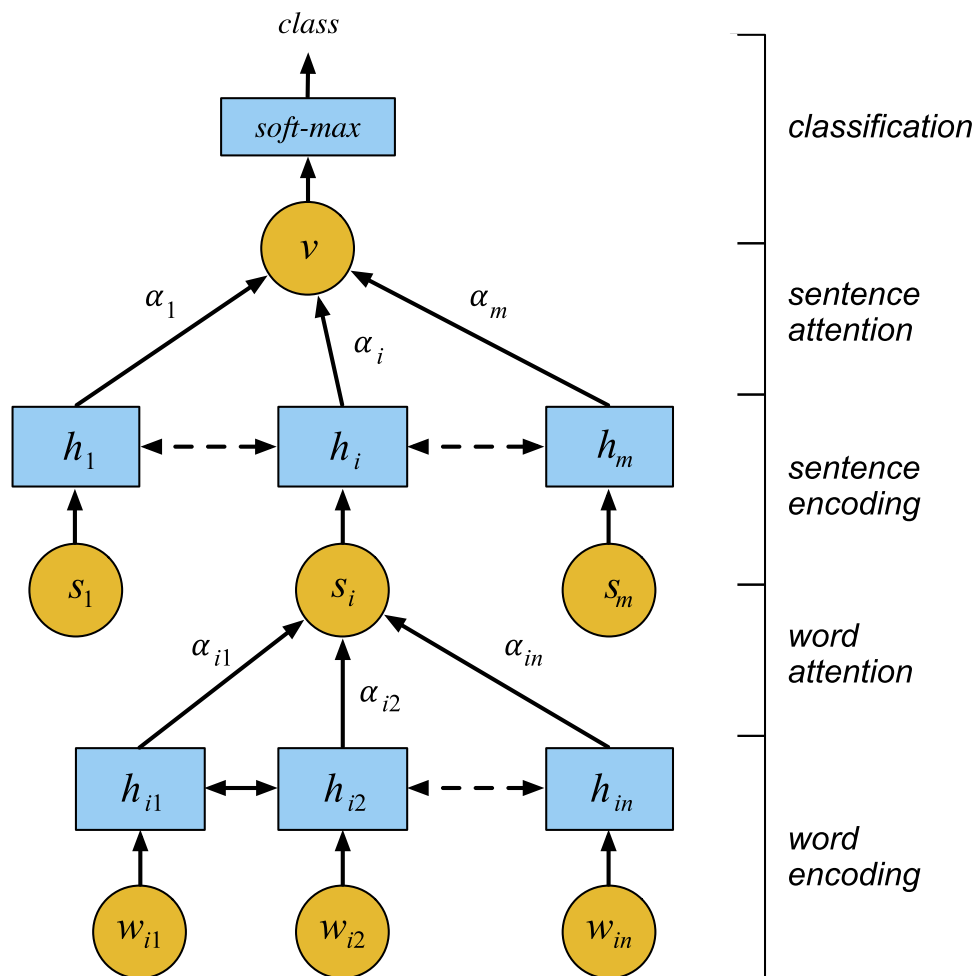 class
soft-max
classification
v
α1
αi
αm
sentence
attention
h1
hi
hm
sentence
encoding
s1
si
sm
word
attention
αi1
αi2
αin
hi1
hi2
hin
word
encoding
wi1
wi2
win